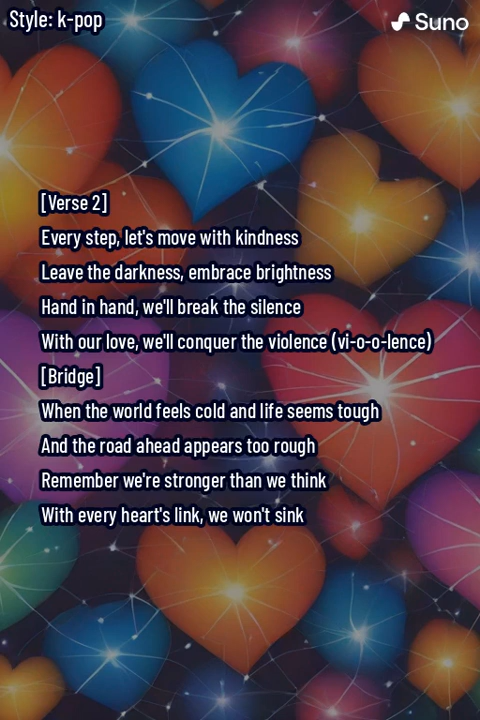 Style: k-pop
Suno
[Verse 2]
Every step, let's move with kindness
Leave the darkness, embrace brightness
Hand in hand, we'll break the silence
With our love, we'll conquer the violence (vi-o-o-lence)
[Bridge]
When the world feels cold and life seems tough
And the road ahead appears too rough
Remember we're stronger than we think
With every heart's link, we won't sink